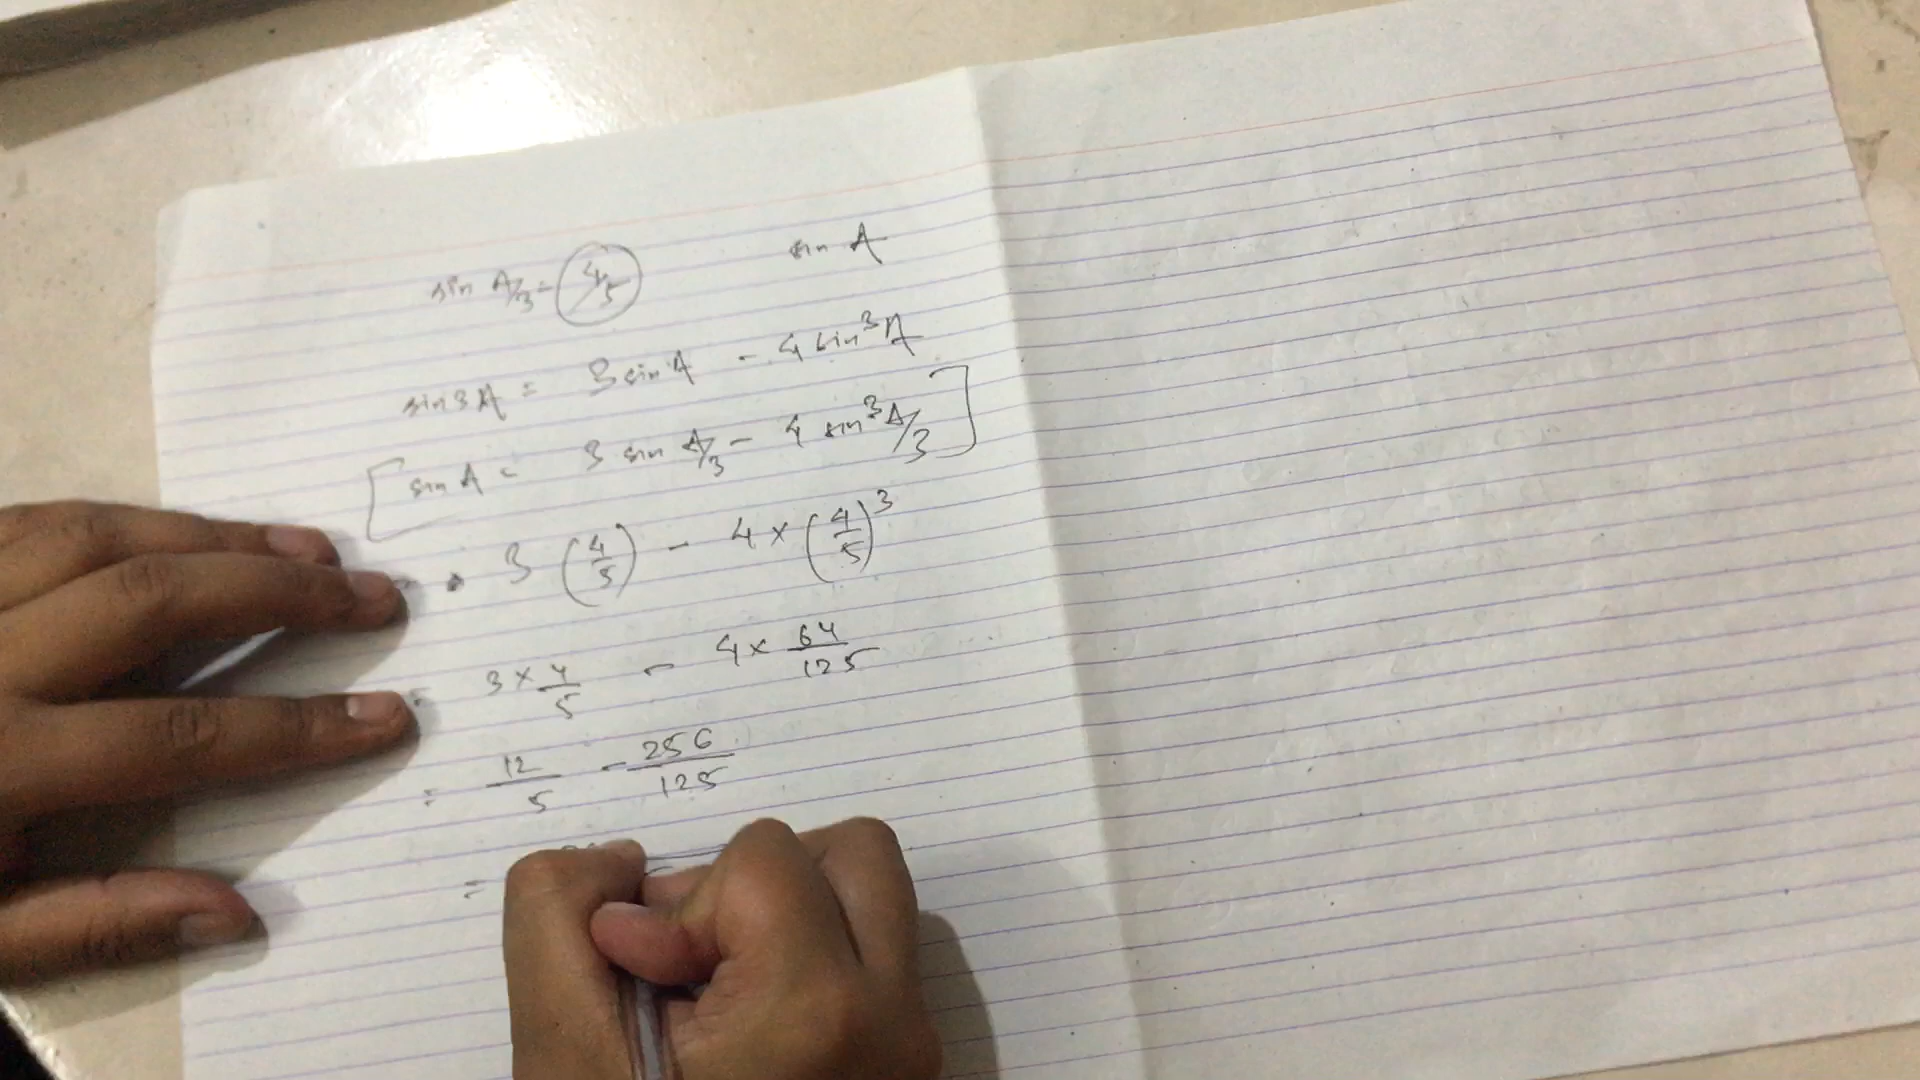 sin A/3 = 4/5 sin A
sin 3A = 3 sin A - 4 sin³A
[sin A = 3 sin A/3 - 4 sin³ A/3]
3 (4/5) - 4 × (4/5)³
= 3 × 4/5 - 4 × 64/125
= 12/5 - 256/125
=